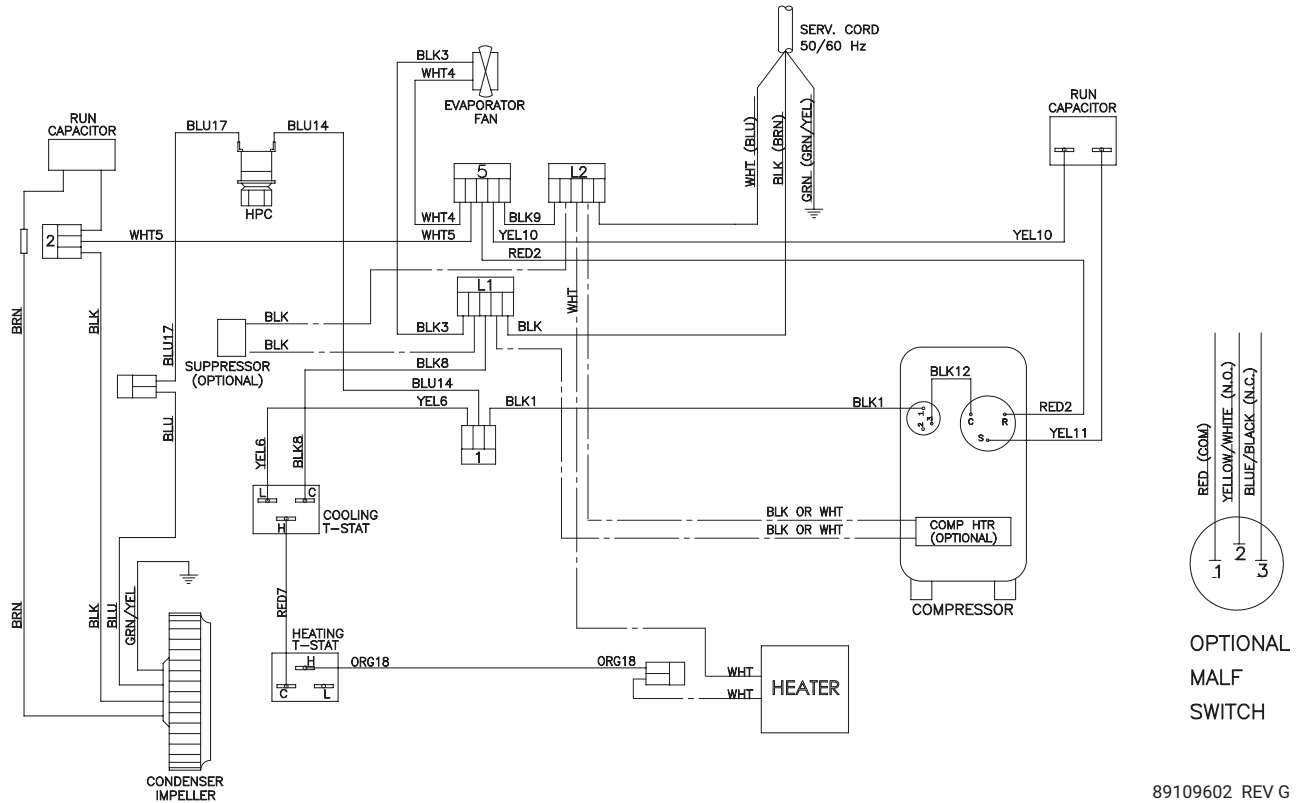 SERV. CORD
50/60 Hz
BLK3
WHT4
EVAPORATOR
FAN
RUN
CAPACITOR
BLU17
BLU14
HPC
RUN
CAPACITOR
WHT (BLU)
BLK (BRN)
GRN (GRN/YEL)
5
L2
WHT4
BLK9
2
WHT5
WHT5
YEL10
YEL10
RED2
L1
WHT
BRN
BLK
BLU17
BLK
BLK
SUPPRESSOR
(OPTIONAL)
BLK3
BLK
BLK8
BLU14
YEL6
BLK1
BLK1
BLK12
1
2
3
C
R
S
RED2
YEL11
BLU
YEL6
BLK8
1
L
C
H
COOLING
T-STAT
BLK OR WHT
BLK OR WHT
COMP HTR
(OPTIONAL)
COMPRESSOR
RED (COM)
YELLOW/WHITE (N.O.)
BLUE/BLACK (N.C.)
1
2
3
OPTIONAL
MALF
SWITCH
BRN
BLK
BLU
GRN/YEL
RED7
HEATING
T-STAT
H
C
L
ORG18
ORG18
WHT
WHT
HEATER
CONDENSER
IMPELLER
89109602 REV G